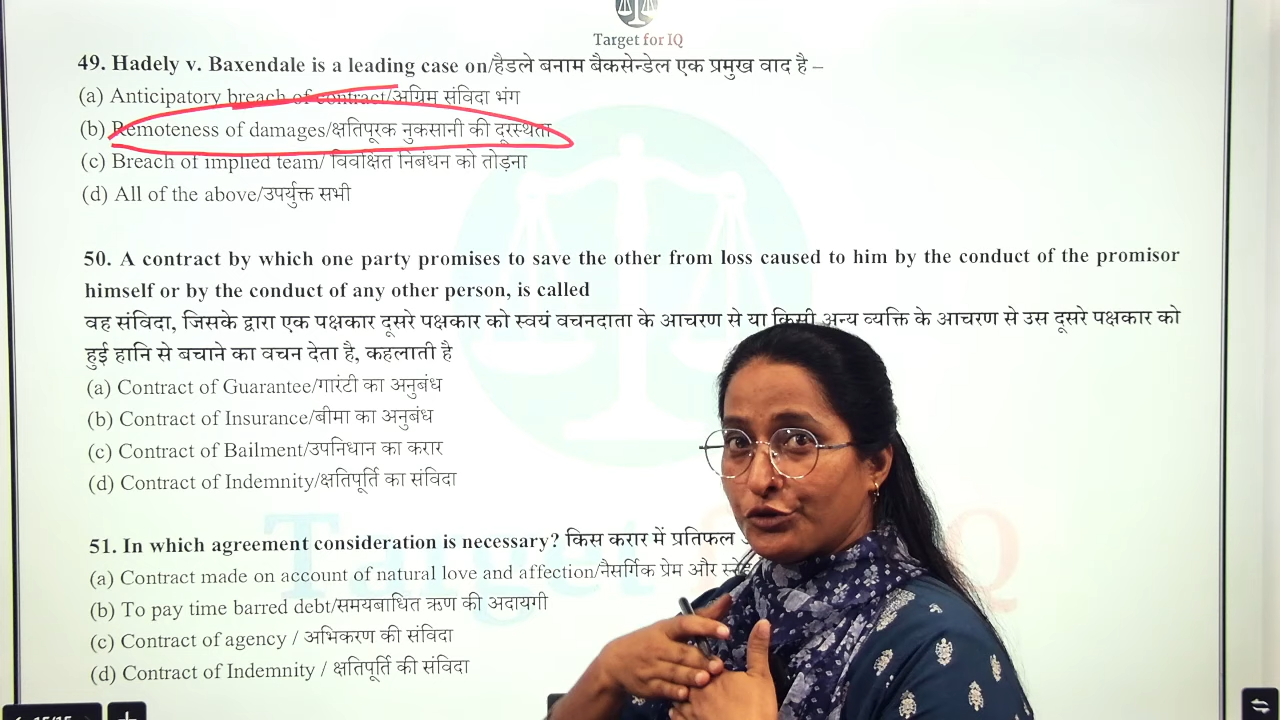 Target for IQ
49. Hadely v. Baxendale is a leading case on/हैडले बनाम बैकसेन्डेल एक प्रमुख वाद है –
(a) Anticipatory breach of contract/अग्रिम संविदा भंग
(b) Remoteness of damages/क्षतिपूरक नुकसानी की दूरस्थता
(c) Breach of implied team/ विवक्षित निबंधन को तोड़ना
(d) All of the above/उपर्युक्त सभी
50. A contract by which one party promises to save the other from loss caused to him by the conduct of the promisor
himself or by the conduct of any other person, is called
वह संविदा, जिसके द्वारा एक पक्षकार दूसरे पक्षकार को स्वयं वचनदाता के आचरण से या किसी अन्य व्यक्ति के आचरण से उस दूसरे पक्षकार को
हुई हानि से बचाने का वचन देता है, कहलाती है
(a) Contract of Guarantee/गारंटी का अनुबंध
(b) Contract of Insurance/बीमा का अनुबंध
(c) Contract of Bailment/उपनिधान का करार
(d) Contract of Indemnity/क्षतिपूर्ति का संविदा
51. In which agreement consideration is necessary? किस करार में प्रतिफल
(a) Contract made on account of natural love and affection/नैसर्गिक प्रेम और स्नेह
(b) To pay time barred debt/समयबाधित ऋण की अदायगी
(c) Contract of agency / अभिकरण की संविदा
(d) Contract of Indemnity / क्षतिपूर्ति की संविदा
15/15